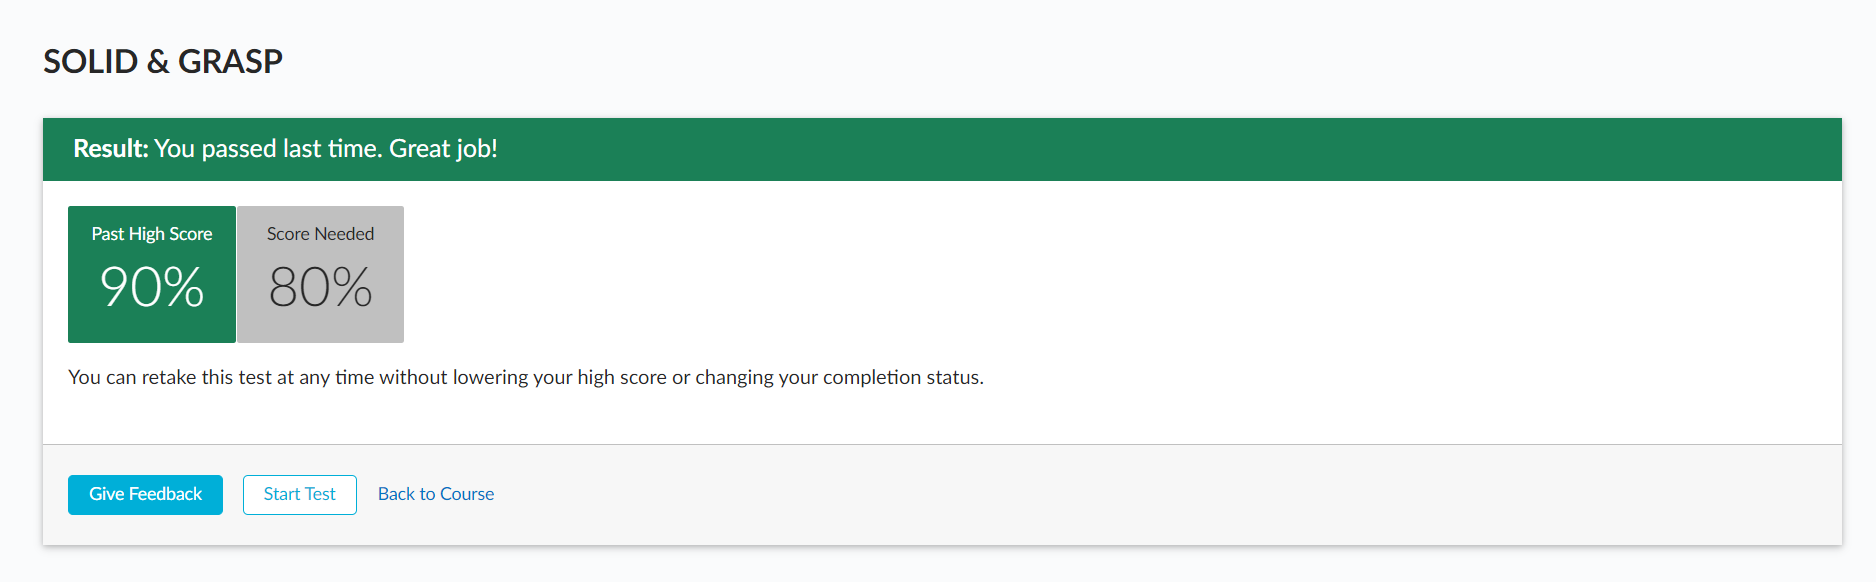 SOLID & GRASP
Result: You passed last time. Great job!
Past High Score
90%
Score Needed
80%
You can retake this test at any time without lowering your high score or changing your completion status.
Give Feedback
Start Test
Back to Course